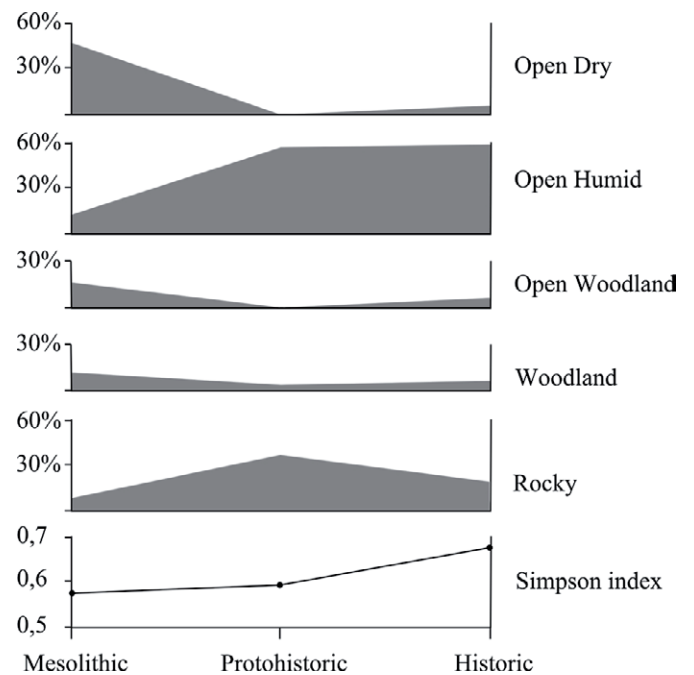 60%
30%
Open Dry
60%
30%
Open Humid
30%
Open Woodland
30%
Woodland
60%
30%
Rocky
0,7
0,6
0,5
Simpson index
Mesolithic Protohistoric Historic